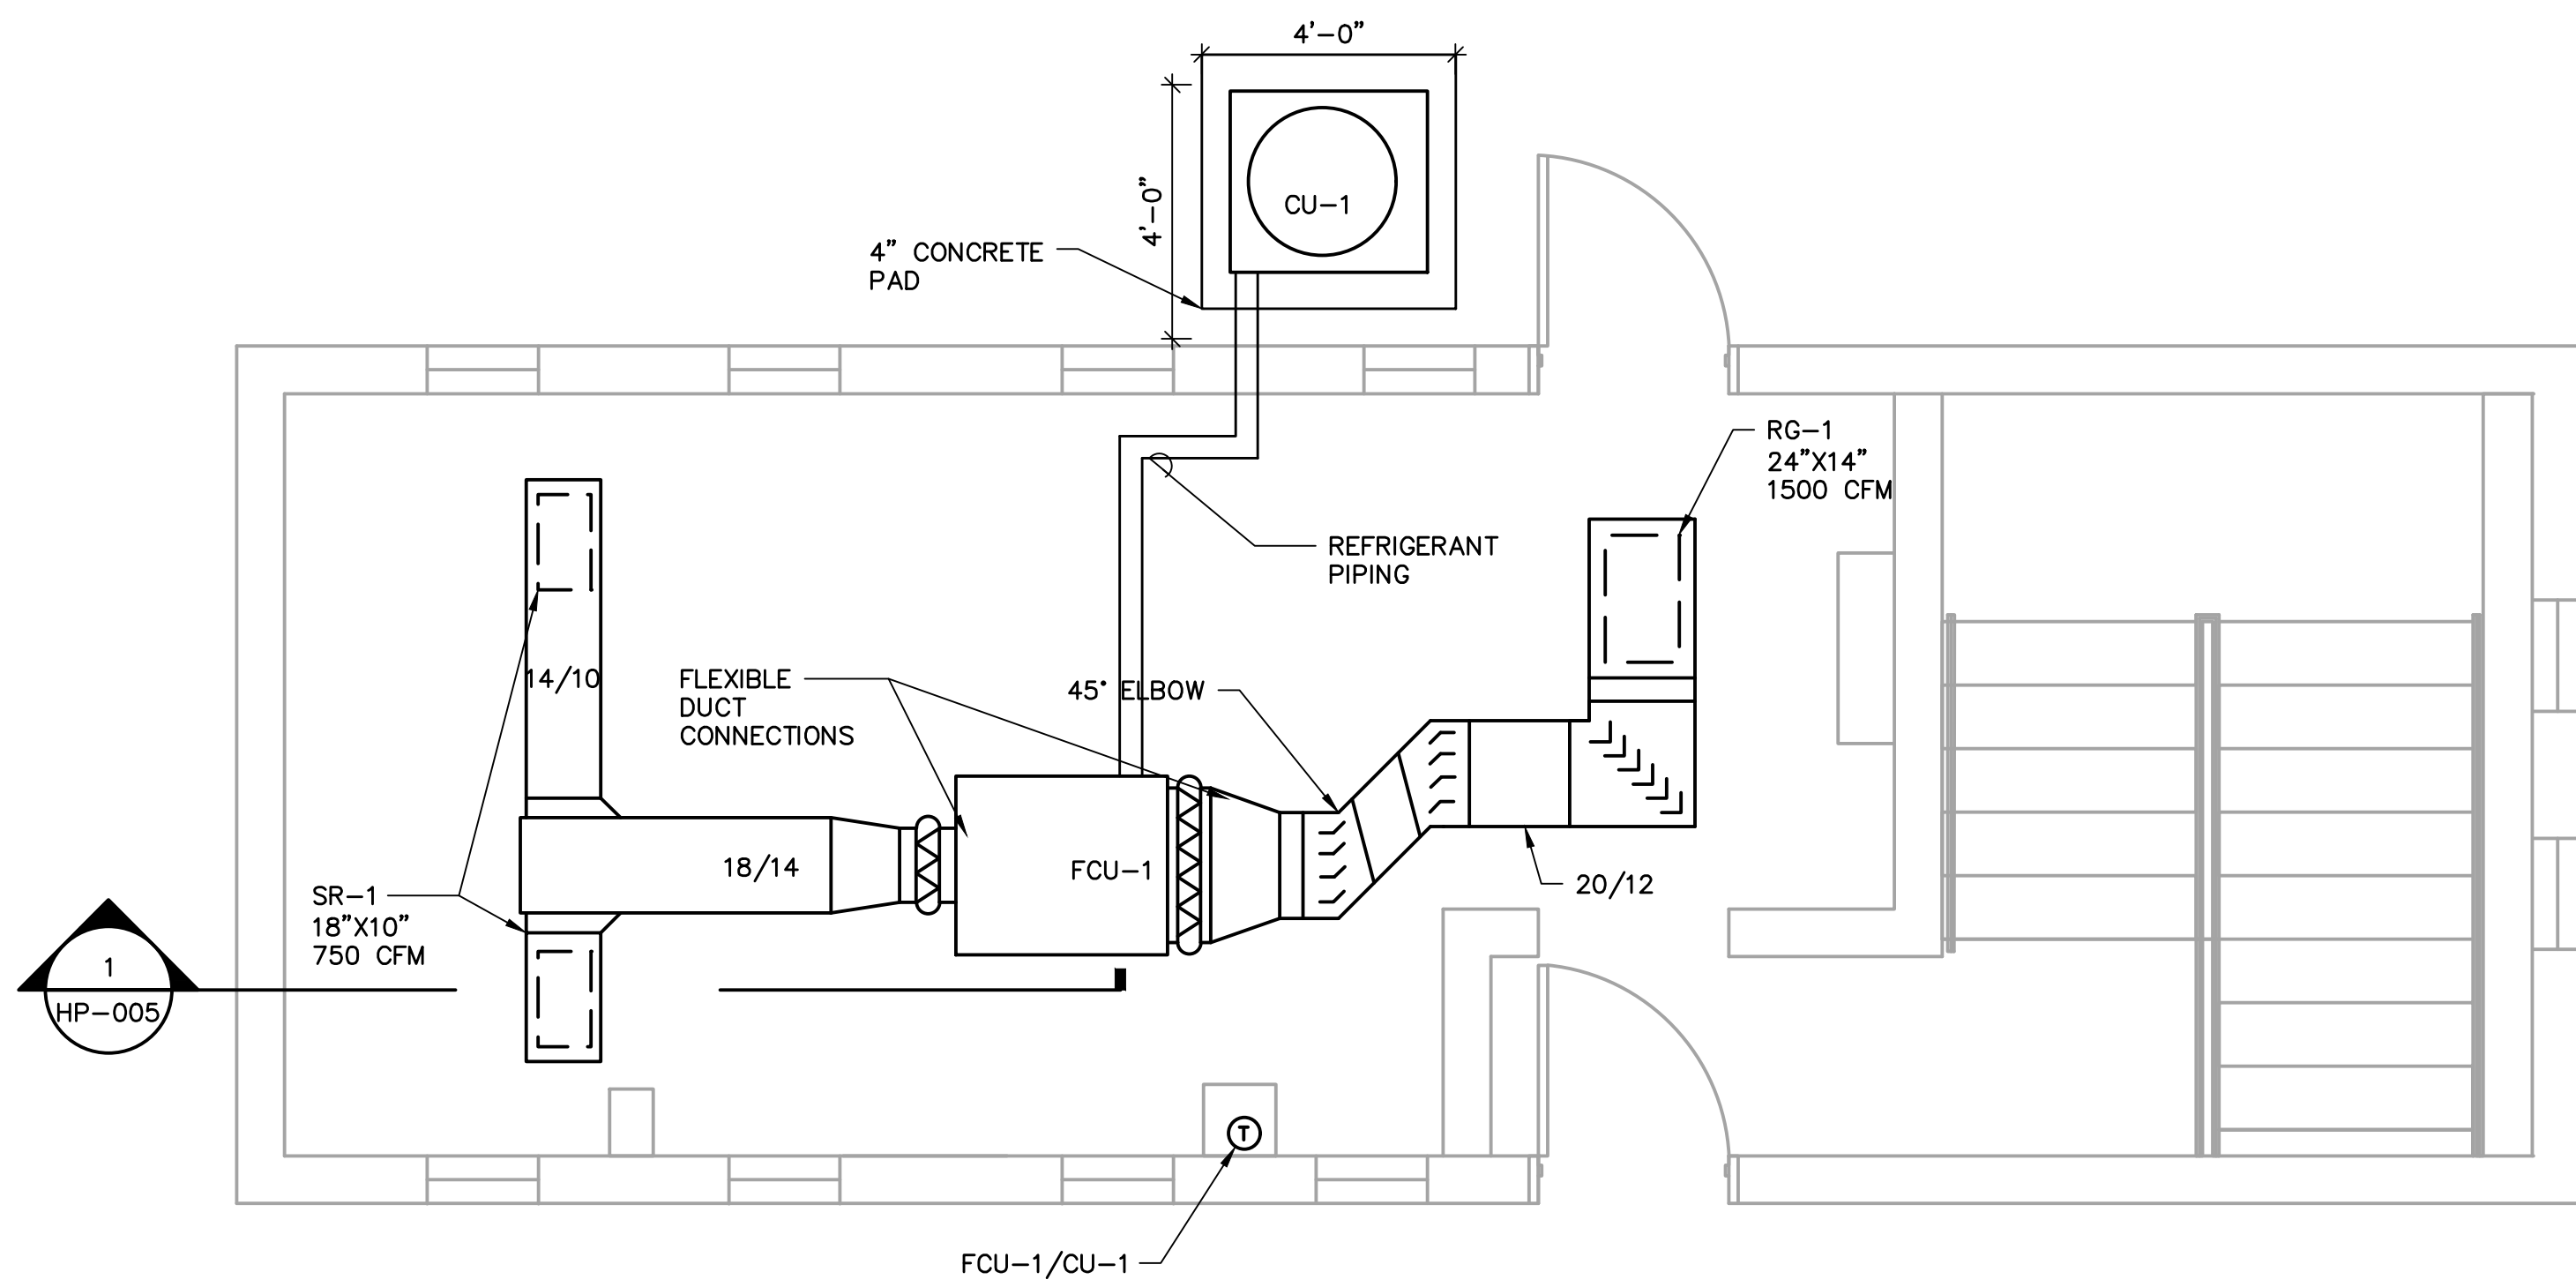 4'-0"
4'-0"
CU-1
4" CONCRETE
PAD
RG-1
24"X14"
1500 CFM
REFRIGERANT
PIPING
14/10
FLEXIBLE
DUCT
CONNECTIONS
45° ELBOW
18/14
FCU-1
20/12
SR-1
18"X10"
750 CFM
1
HP-005
T
FCU-1/CU-1